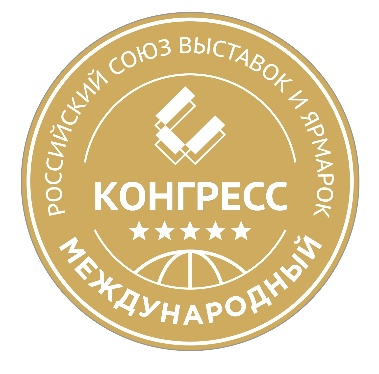 РОССИЙСКИЙ СОЮЗ ВЫСТАВОК И ЯРМАРОК
КОНГРЕСС
МЕЖДУНАРОДНЫЙ